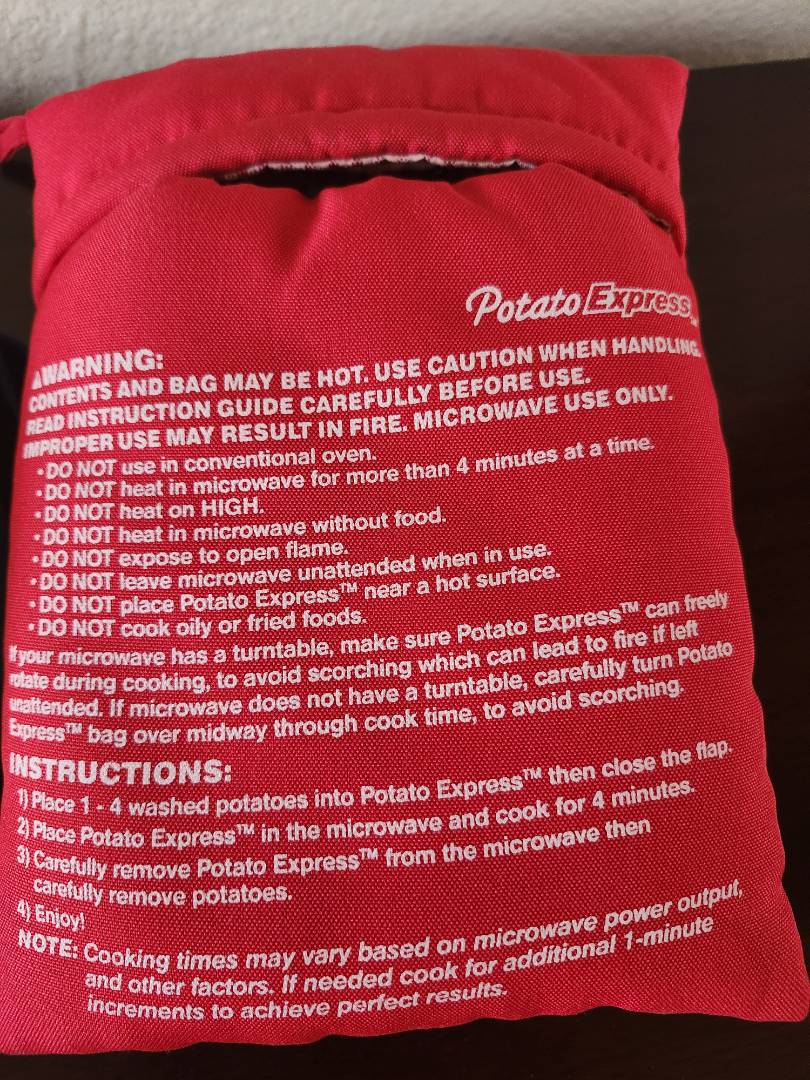 Potato Express™
⚠WARNING:
CONTENTS AND BAG MAY BE HOT. USE CAUTION WHEN HANDLING.
READ INSTRUCTION GUIDE CAREFULLY BEFORE USE.
IMPROPER USE MAY RESULT IN FIRE. MICROWAVE USE ONLY.
• DO NOT use in conventional oven.
• DO NOT heat in microwave for more than 4 minutes at a time.
• DO NOT heat on HIGH.
• DO NOT heat in microwave without food.
• DO NOT expose to open flame.
• DO NOT leave microwave unattended when in use.
• DO NOT place Potato Express™ near a hot surface.
• DO NOT cook oily or fried foods.
If your microwave has a turntable, make sure Potato Express™ can freely
rotate during cooking, to avoid scorching which can lead to fire if left
unattended. If microwave does not have a turntable, carefully turn Potato
Express™ bag over midway through cook time, to avoid scorching.
INSTRUCTIONS:
1) Place 1 - 4 washed potatoes into Potato Express™ then close the flap.
2) Place Potato Express™ in the microwave and cook for 4 minutes.
3) Carefully remove Potato Express™ from the microwave then
carefully remove potatoes.
4) Enjoy!
NOTE: Cooking times may vary based on microwave power output,
and other factors. If needed cook for additional 1-minute
increments to achieve perfect results.